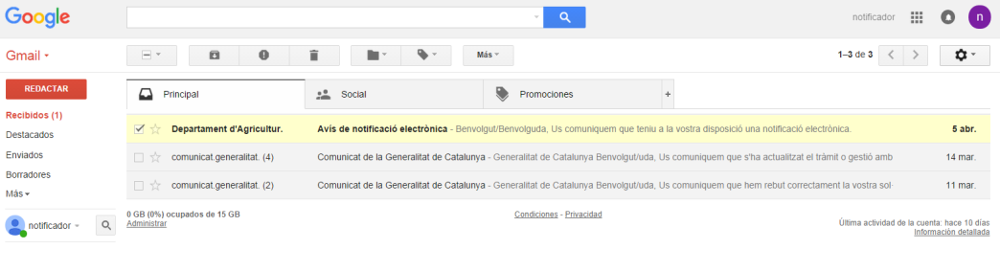 Google
notificador
n
Gmail
Más
1–3 de 3
REDACTAR
Principal
Social
Promociones
+
Recibidos (1)
Destacados
Enviados
Borradores
Más
Departament d'Agricultur. Avís de notificació electrònica - Benvolgut/Benvolguda, Us comuniquem que teniu a la vostra disposició una notificació electrònica. 5 abr.
comunicat.generalitat. (4) Comunicat de la Generalitat de Catalunya - Generalitat de Catalunya Benvolgut/uda, Us comuniquem que s'ha actualitzat el tràmit o gestió amb 14 mar.
comunicat.generalitat. (2) Comunicat de la Generalitat de Catalunya - Generalitat de Catalunya Benvolgut/uda, Us comuniquem que hem rebut correctament la vostra sol- 11 mar.
notificador
0 GB (0%) ocupados de 15 GB
Administrar
Condiciones - Privacidad
Última actividad de la cuenta: hace 10 días
Información detallada